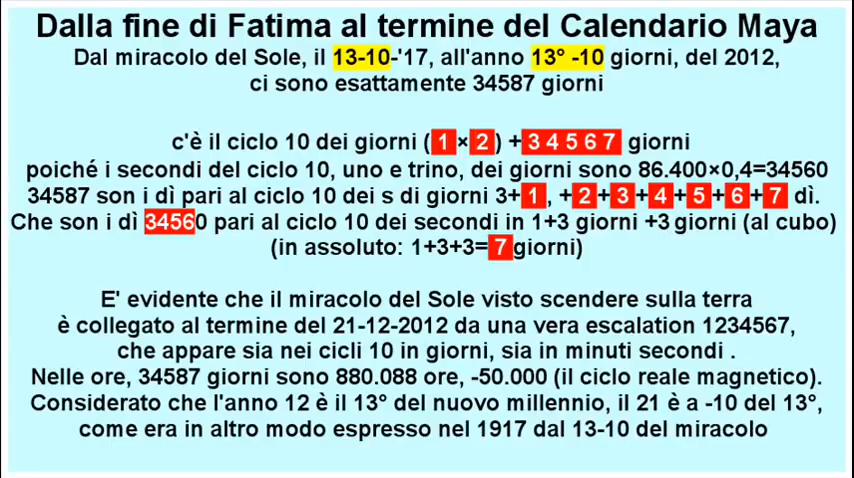 Dalla fine di Fatima al termine del Calendario Maya
Dal miracolo del Sole, il 13-10-'17, all'anno 13° -10 giorni, del 2012,
ci sono esattamente 34587 giorni
c'è il ciclo 10 dei giorni ( 1 × 2 ) + 3 4 5 6 7 giorni
poiché i secondi del ciclo 10, uno e trino, dei giorni sono 86.400×0,4=34560
34587 son i dì pari al ciclo 10 dei s di giorni 3+ 1 , + 2 + 3 + 4 + 5 + 6 + 7 dì.
Che son i dì 34560 pari al ciclo 10 dei secondi in 1+3 giorni +3 giorni (al cubo)
(in assoluto: 1+3+3= 7 giorni)
E' evidente che il miracolo del Sole visto scendere sulla terra
è collegato al termine del 21-12-2012 da una vera escalation 1234567,
che appare sia nei cicli 10 in giorni, sia in minuti secondi .
Nelle ore, 34587 giorni sono 880.088 ore, -50.000 (il ciclo reale magnetico).
Considerato che l'anno 12 è il 13° del nuovo millennio, il 21 è a -10 del 13°,
come era in altro modo espresso nel 1917 dal 13-10 del miracolo